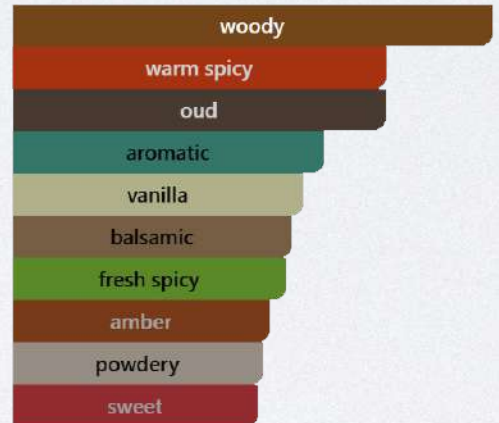 woody
warm spicy
oud
aromatic
vanilla
balsamic
fresh spicy
amber
powdery
sweet